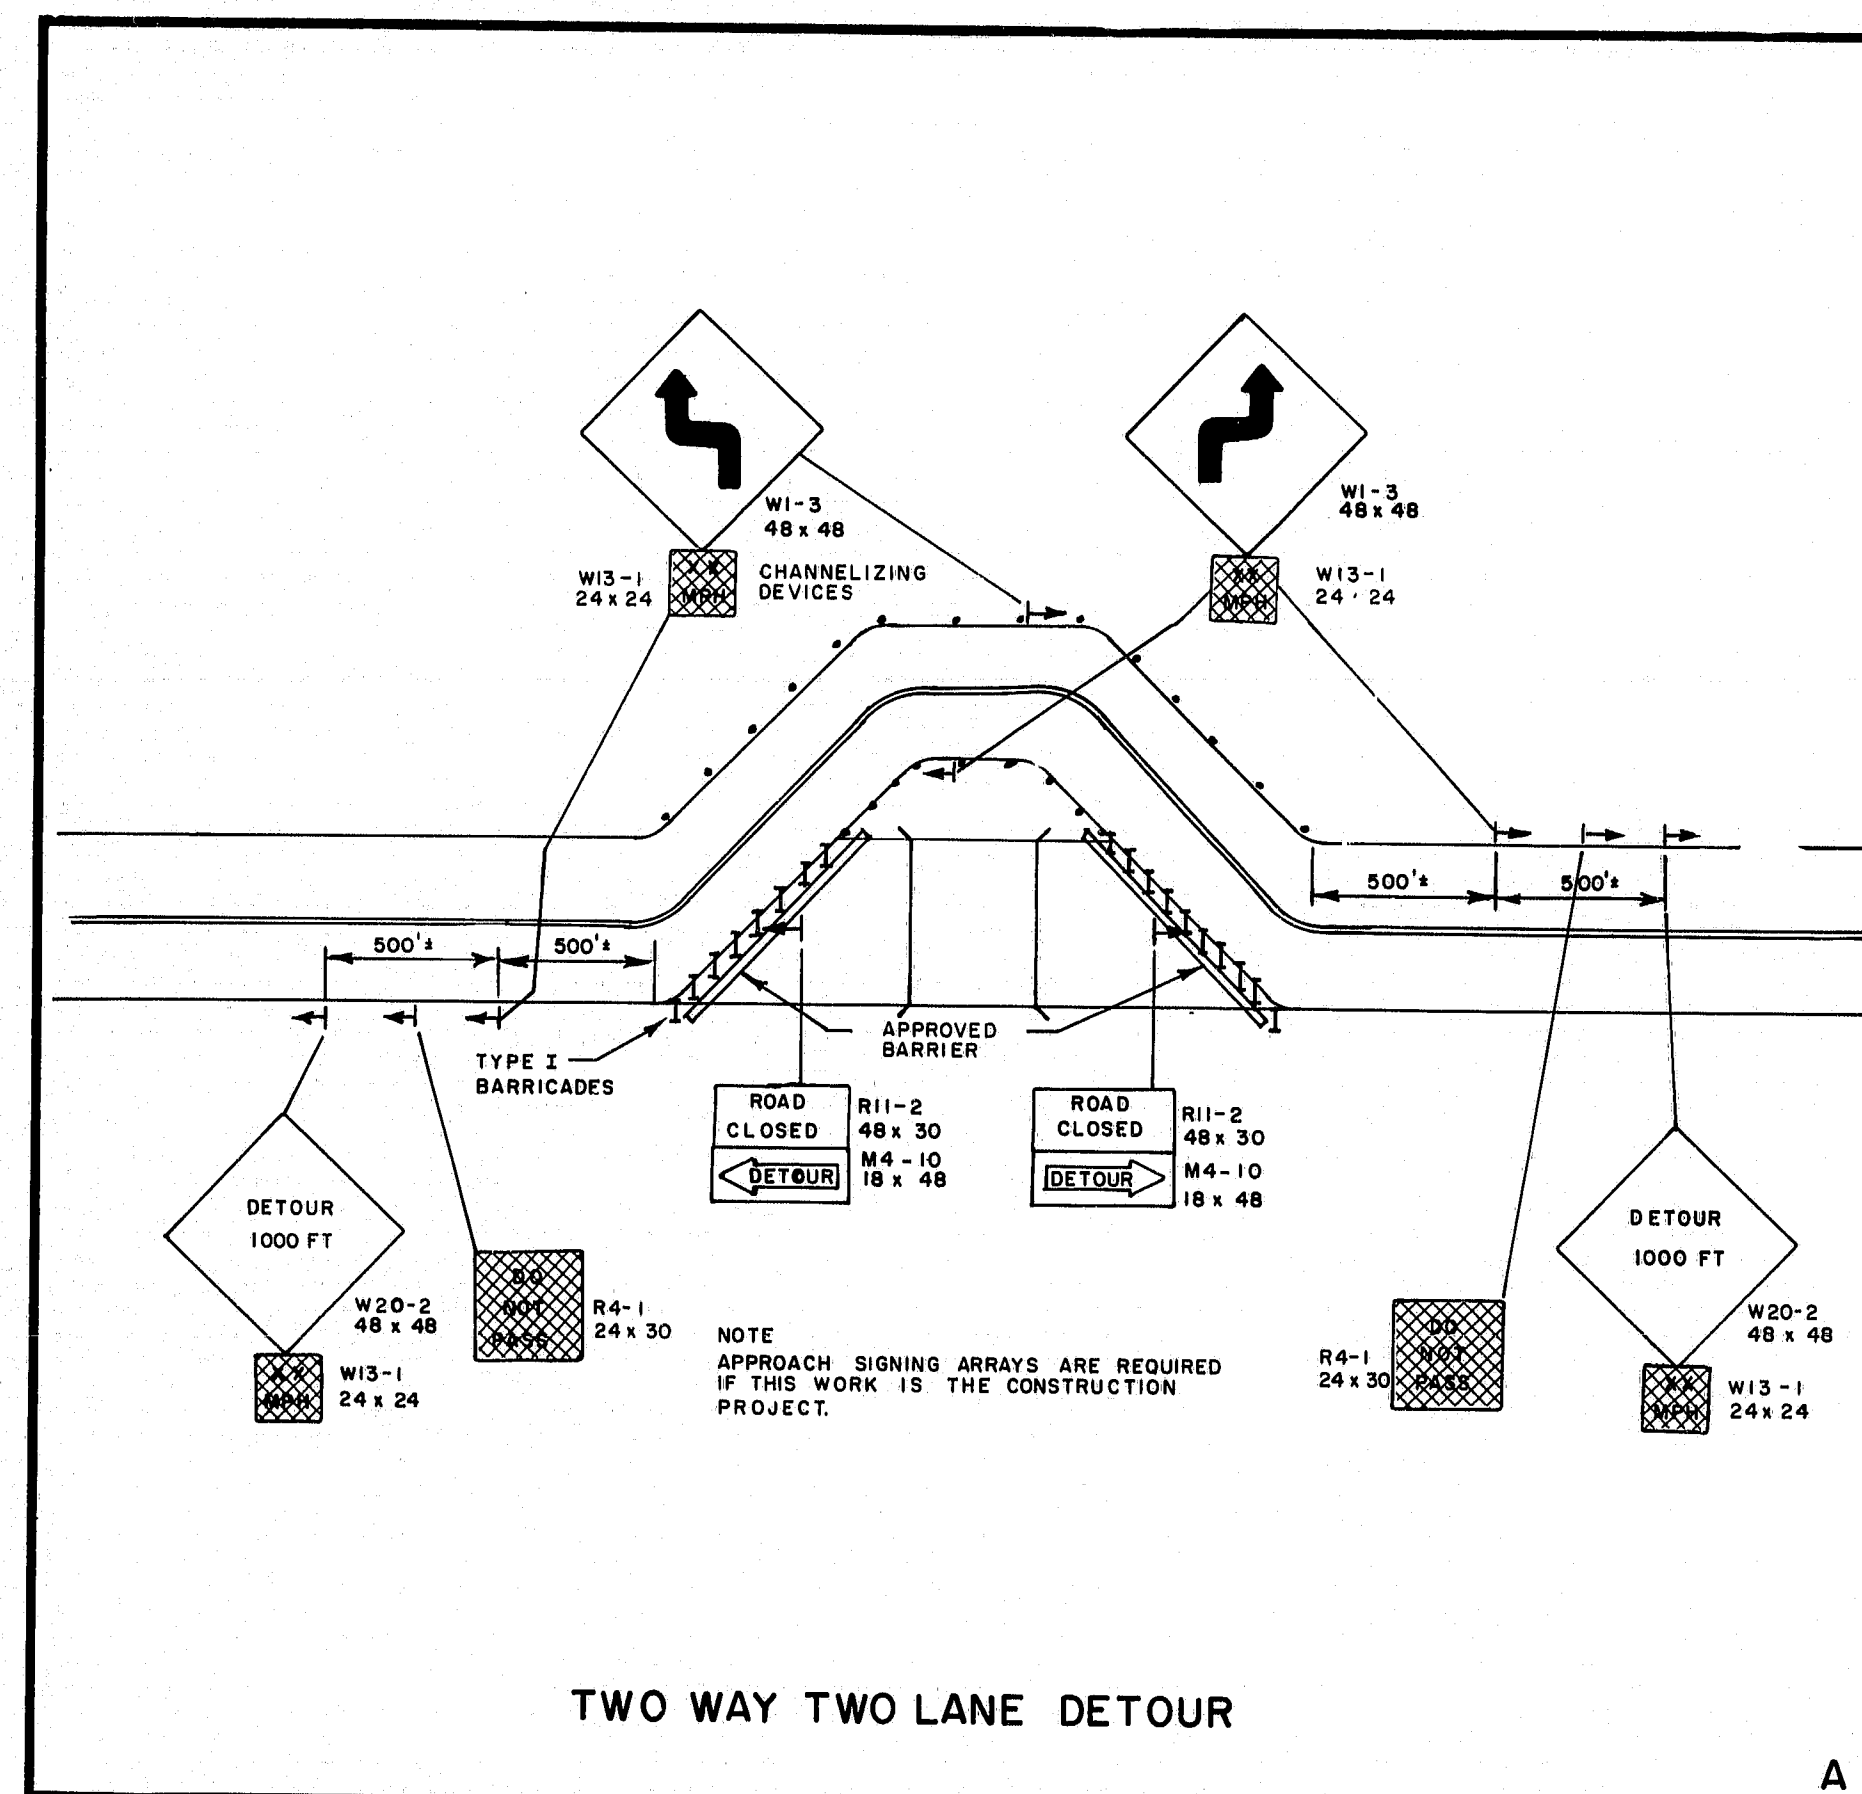 W1-3
48 x 48
W13-1
24 x 24
XX
MPH
CHANNELIZING
DEVICES
W1-3
48 x 48
XX
MPH
W13-1
24 ' 24
500'±
500'±
500'±
500'±
TYPE I
BARRICADES
APPROVED
BARRIER
ROAD
CLOSED
DETOUR
R11-2
48 x 30
M4-10
18 x 48
ROAD
CLOSED
DETOUR
R11-2
48 x 30
M4-10
18 x 48
DETOUR
1000 FT
W20-2
48 x 48
XX
MPH
W13-1
24 x 24
DO
NOT
PASS
R4-1
24 x 30
NOTE
APPROACH SIGNING ARRAYS ARE REQUIRED
IF THIS WORK IS THE CONSTRUCTION
PROJECT.
R4-1
24 x 30
DO
NOT
PASS
DETOUR
1000 FT
W20-2
48 x 48
XX
MPH
W13-1
24 x 24
TWO WAY TWO LANE DETOUR
A